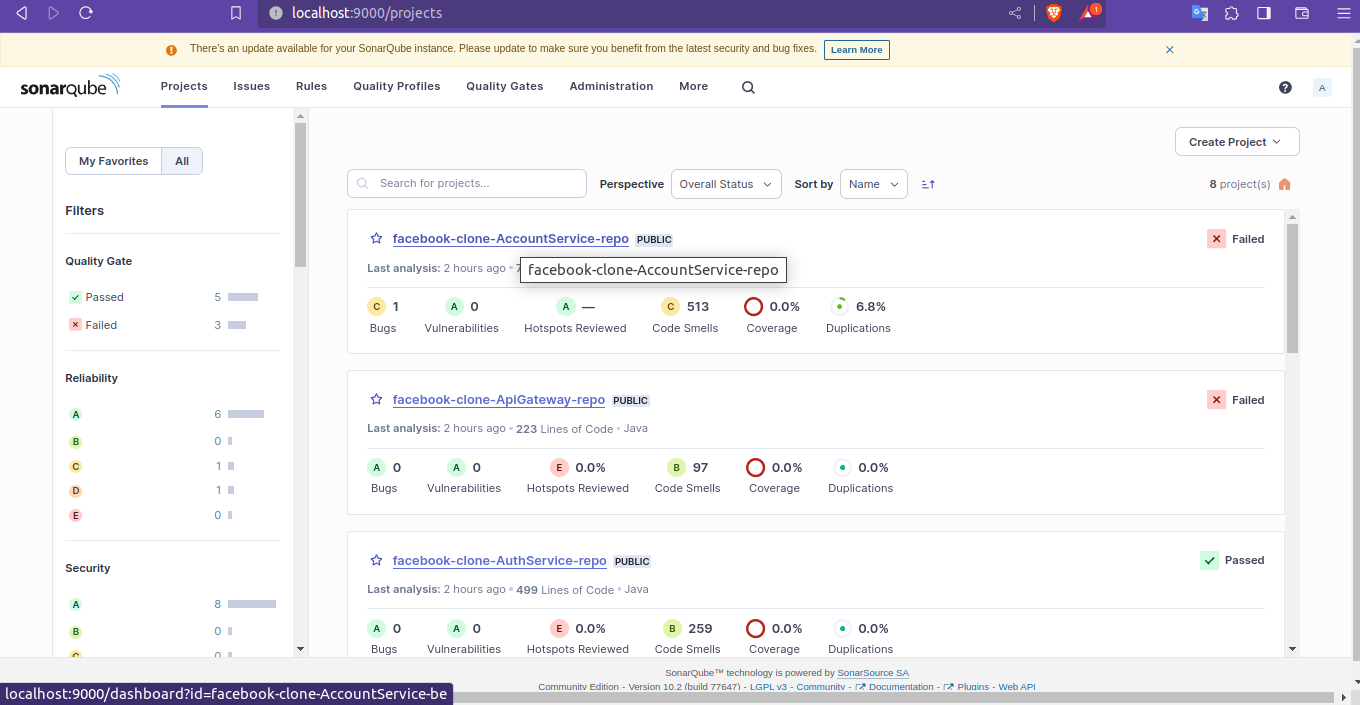 localhost:9000/projects
1
There's an update available for your SonarQube instance. Please update to make sure you benefit from the latest security and bug fixes. Learn More
sonarqube Projects Issues Rules Quality Profiles Quality Gates Administration More A
Create Project
My Favorites All
Search for projects... Perspective Overall Status Sort by Name 8 project(s)
Filters
Quality Gate
Passed 5
Failed 3
Reliability
A 6
B 0
C 1
D 1
E 0
Security
A 8
B 0
facebook-clone-AccountService-repo PUBLIC Failed
Last analysis: 2 hours ago
facebook-clone-AccountService-repo
C 1 A 0 A — C 513 0.0% 6.8%
Bugs Vulnerabilities Hotspots Reviewed Code Smells Coverage Duplications
facebook-clone-ApiGateway-repo PUBLIC Failed
Last analysis: 2 hours ago • 223 Lines of Code • Java
A 0 A 0 E 0.0% B 97 0.0% 0.0%
Bugs Vulnerabilities Hotspots Reviewed Code Smells Coverage Duplications
facebook-clone-AuthService-repo PUBLIC Passed
Last analysis: 2 hours ago • 499 Lines of Code • Java
A 0 A 0 E 0.0% B 259 0.0% 0.0%
Bugs Vulnerabilities Hotspots Reviewed Code Smells Coverage Duplications
SonarQube™ technology is powered by SonarSource SA
Community Edition - Version 10.2 (build 77647) - LGPL v3 - Community - Documentation - Plugins - Web API
localhost:9000/dashboard?id=facebook-clone-AccountService-be